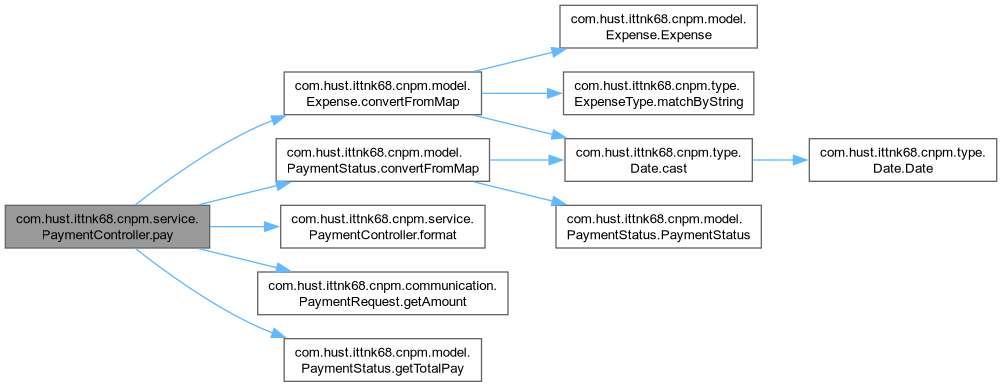 com.hust.ittnk68.cnpm.service.
PaymentController.pay
com.hust.ittnk68.cnpm.model.
Expense.convertFromMap
com.hust.ittnk68.cnpm.model.
Expense.Expense
com.hust.ittnk68.cnpm.type.
ExpenseType.matchByString
com.hust.ittnk68.cnpm.type.
Date.cast
com.hust.ittnk68.cnpm.type.
Date.Date
com.hust.ittnk68.cnpm.model.
PaymentStatus.convertFromMap
com.hust.ittnk68.cnpm.model.
PaymentStatus.PaymentStatus
com.hust.ittnk68.cnpm.service.
PaymentController.format
com.hust.ittnk68.cnpm.communication.
PaymentRequest.getAmount
com.hust.ittnk68.cnpm.model.
PaymentStatus.getTotalPay